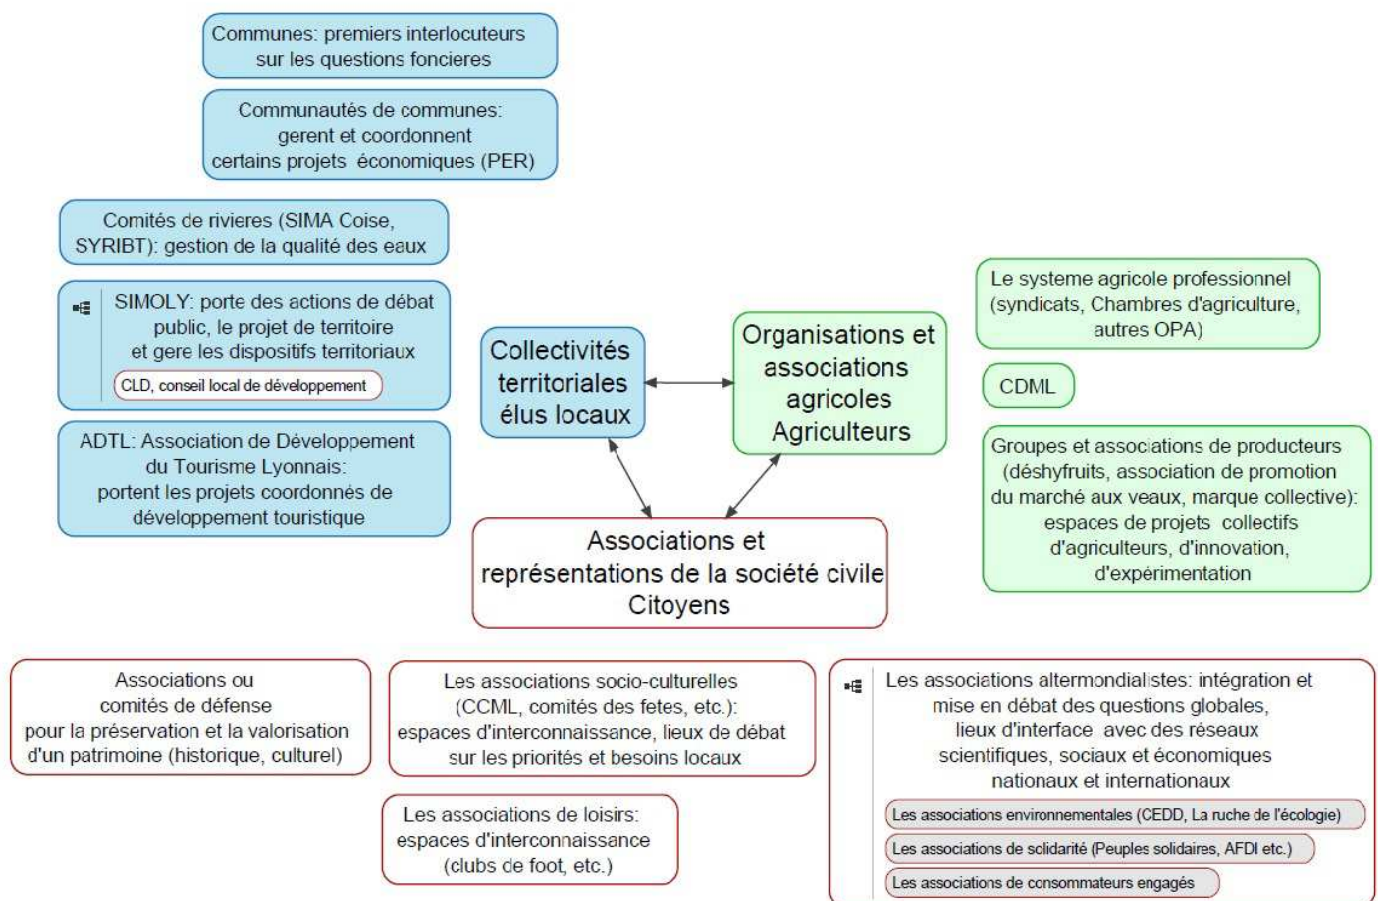 Communes: premiers interlocuteurs
sur les questions foncieres
Communautés de communes:
gerent et coordonnent
certains projets économiques (PER)
Comités de rivieres (SIMA Coise,
SYRIBT): gestion de la qualité des eaux
SIMOLY: porte des actions de débat
public, le projet de territoire
et gere les dispositifs territoriaux
CLD, conseil local de développement
ADTL: Association de Développement
du Tourisme Lyonnais:
portent les projets coordonnés de
développement touristique
Collectivités
territoriales
élus locaux
Organisations et
associations
agricoles
Agriculteurs
Le systeme agricole professionnel
(syndicats, Chambres d'agriculture,
autres OPA)
CDML
Groupes et associations de producteurs
(déshyfruits, association de promotion
du marché aux veaux, marque collective):
espaces de projets collectifs
d'agriculteurs, d'innovation,
d'expérimentation
Associations et
représentations de la société civile
Citoyens
Associations ou
comités de défense
pour la préservation et la valorisation
d'un patrimoine (historique, culturel)
Les associations socio-culturelles
(CCML, comités des fetes, etc.):
espaces d'interconnaissance, lieux de débat
sur les priorités et besoins locaux
Les associations de loisirs:
espaces d'interconnaissance
(clubs de foot, etc.)
Les associations altermondialistes: intégration et
mise en débat des questions globales,
lieux d'interface avec des réseaux
scientifiques, sociaux et économiques
nationaux et internationaux
Les associations environnementales (CEDD, La ruche de l'écologie)
Les associations de solidarité (Peuples solidaires, AFDI etc.)
Les associations de consommateurs engagés